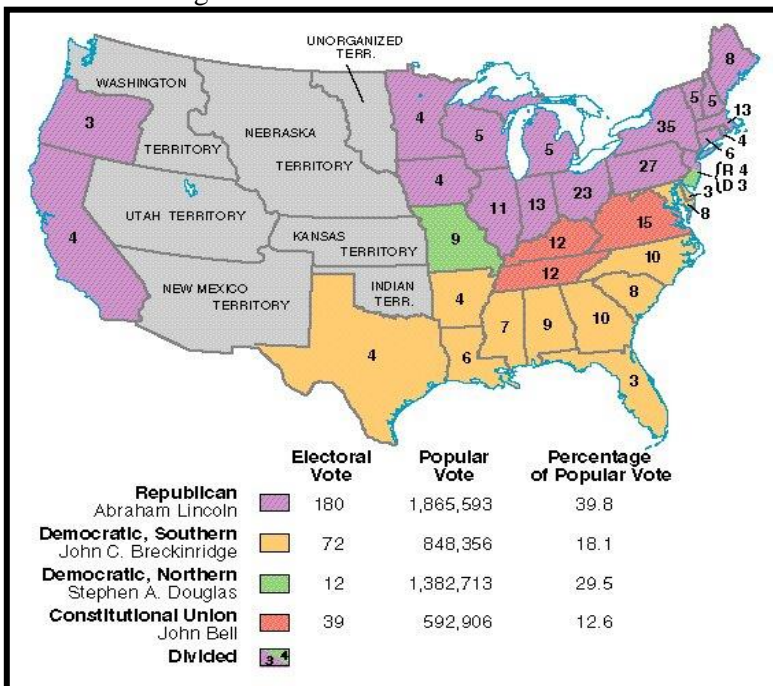 UNORGANIZED
TERR.
WASHINGTON
TERRITORY
NEBRASKA
TERRITORY
UTAH TERRITORY
KANSAS
TERRITORY
NEW MEXICO
TERRITORY
INDIAN
TERR.
3
4
4
4
5
5
11
13
23
27
35
5
5
8
13
4
6
{R 4
{D 3
3
8
9
12
12
15
10
8
10
9
7
4
6
4
3
Electoral Vote Popular Vote Percentage of Popular Vote
Republican
Abraham Lincoln 180 1,865,593 39.8
Democratic, Southern
John C. Breckinridge 72 848,356 18.1
Democratic, Northern
Stephen A. Douglas 12 1,382,713 29.5
Constitutional Union
John Bell 39 592,906 12.6
Divided 3 4